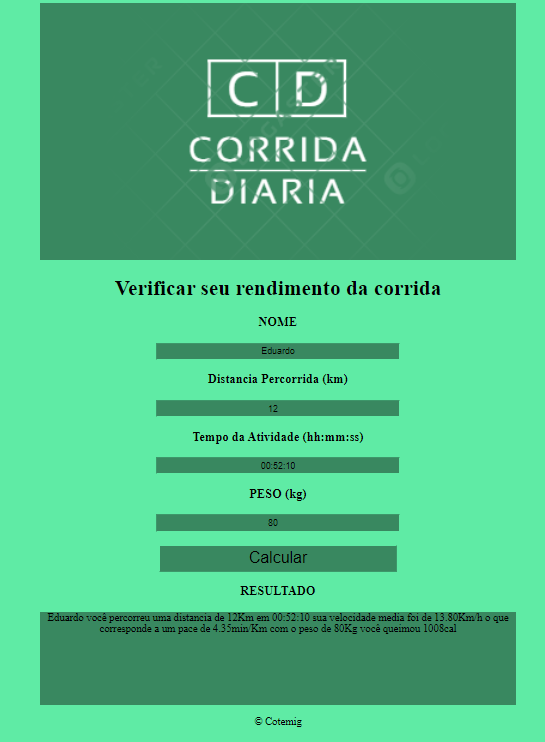 CD
CORRIDA
DIARIA
Verificar seu rendimento da corrida
NOME
Eduardo
Distancia Percorrida (km)
12
Tempo da Atividade (hh:mm:ss)
00:52:10
PESO (kg)
80
Calcular
RESULTADO
Eduardo você percorreu uma distancia de 12Km em 00:52:10 sua velocidade media foi de 13.80Km/h o que
corresponde a um pace de 4.35min/Km com o peso de 80Kg você queimou 1008cal
© Cotemig